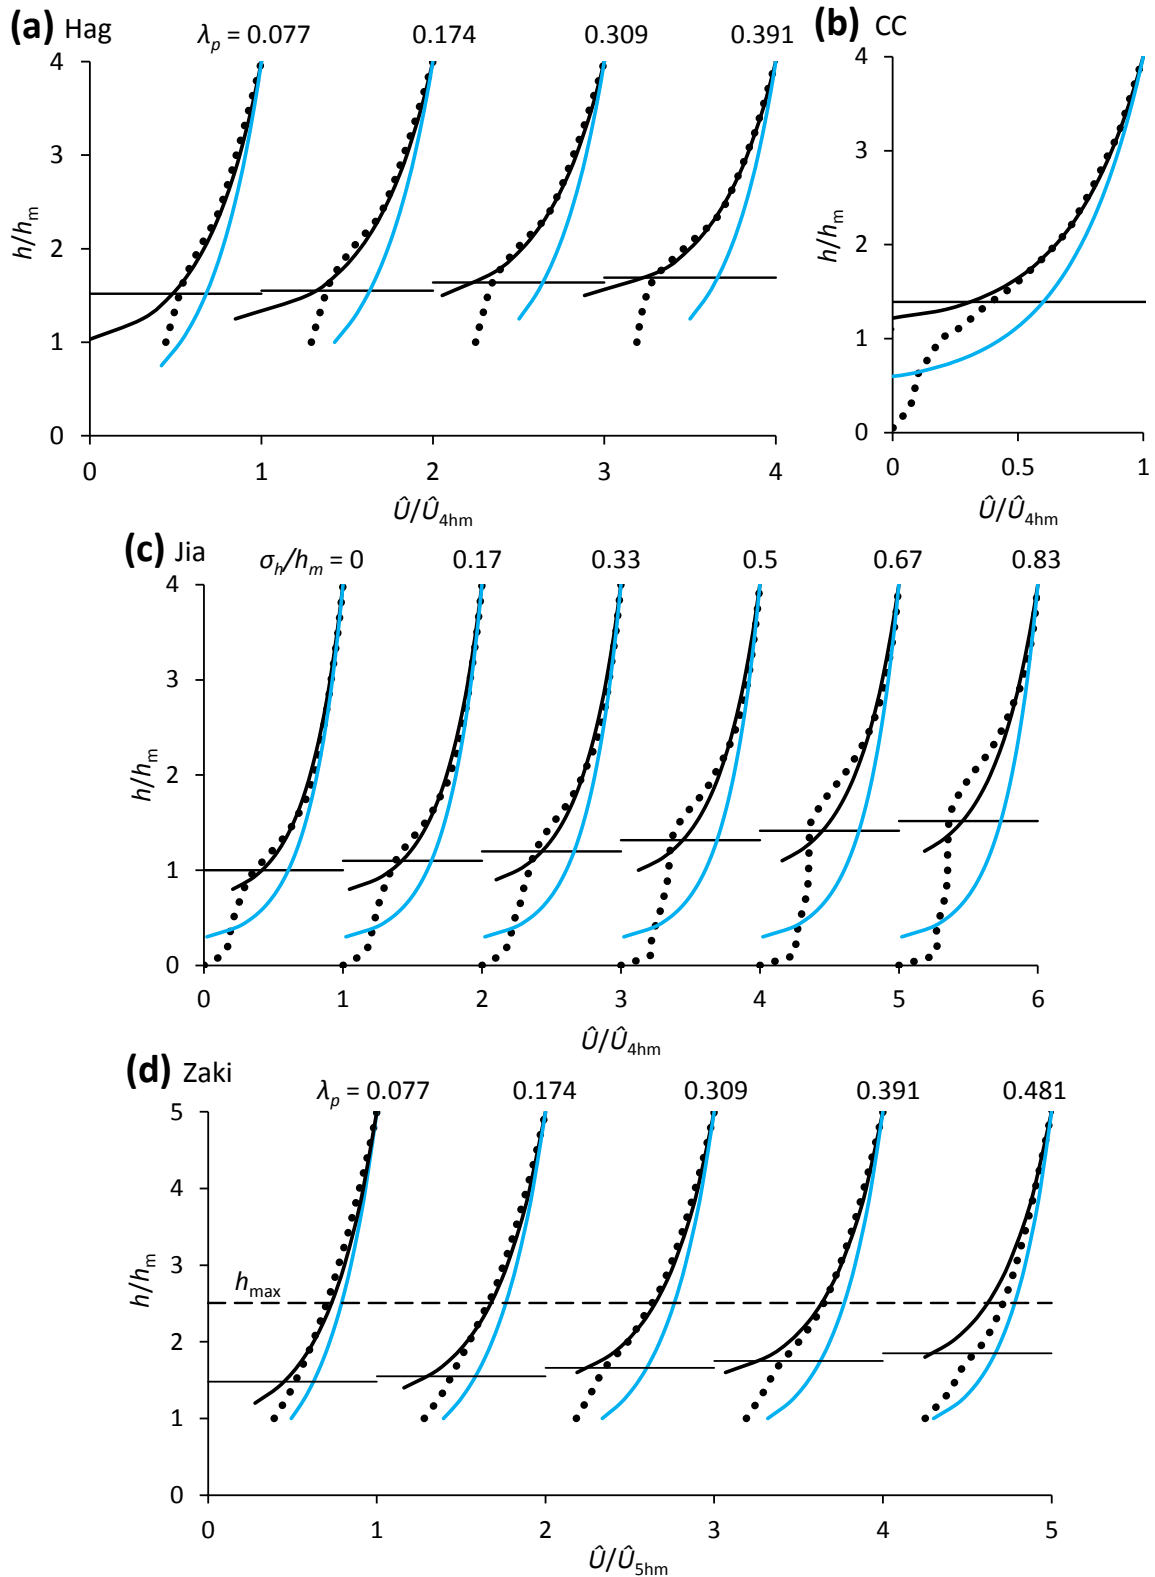 (a) Hag
λp = 0.077 0.174 0.309 0.391
4
3
2
1
0
h/hm
0 1 2 3 4
Û/Û4hm
(b) CC
4
3
2
1
0
h/hm
0 0.5 1
Û/Û4hm
(c) Jia
σh/hm = 0 0.17 0.33 0.5 0.67 0.83
4
3
2
1
0
h/hm
0 1 2 3 4 5 6
Û/Û4hm
(d) Zaki
λp = 0.077 0.174 0.309 0.391 0.481
5
4
3
2
1
0
h/hm
hmax
0 1 2 3 4 5
Û/Û5hm